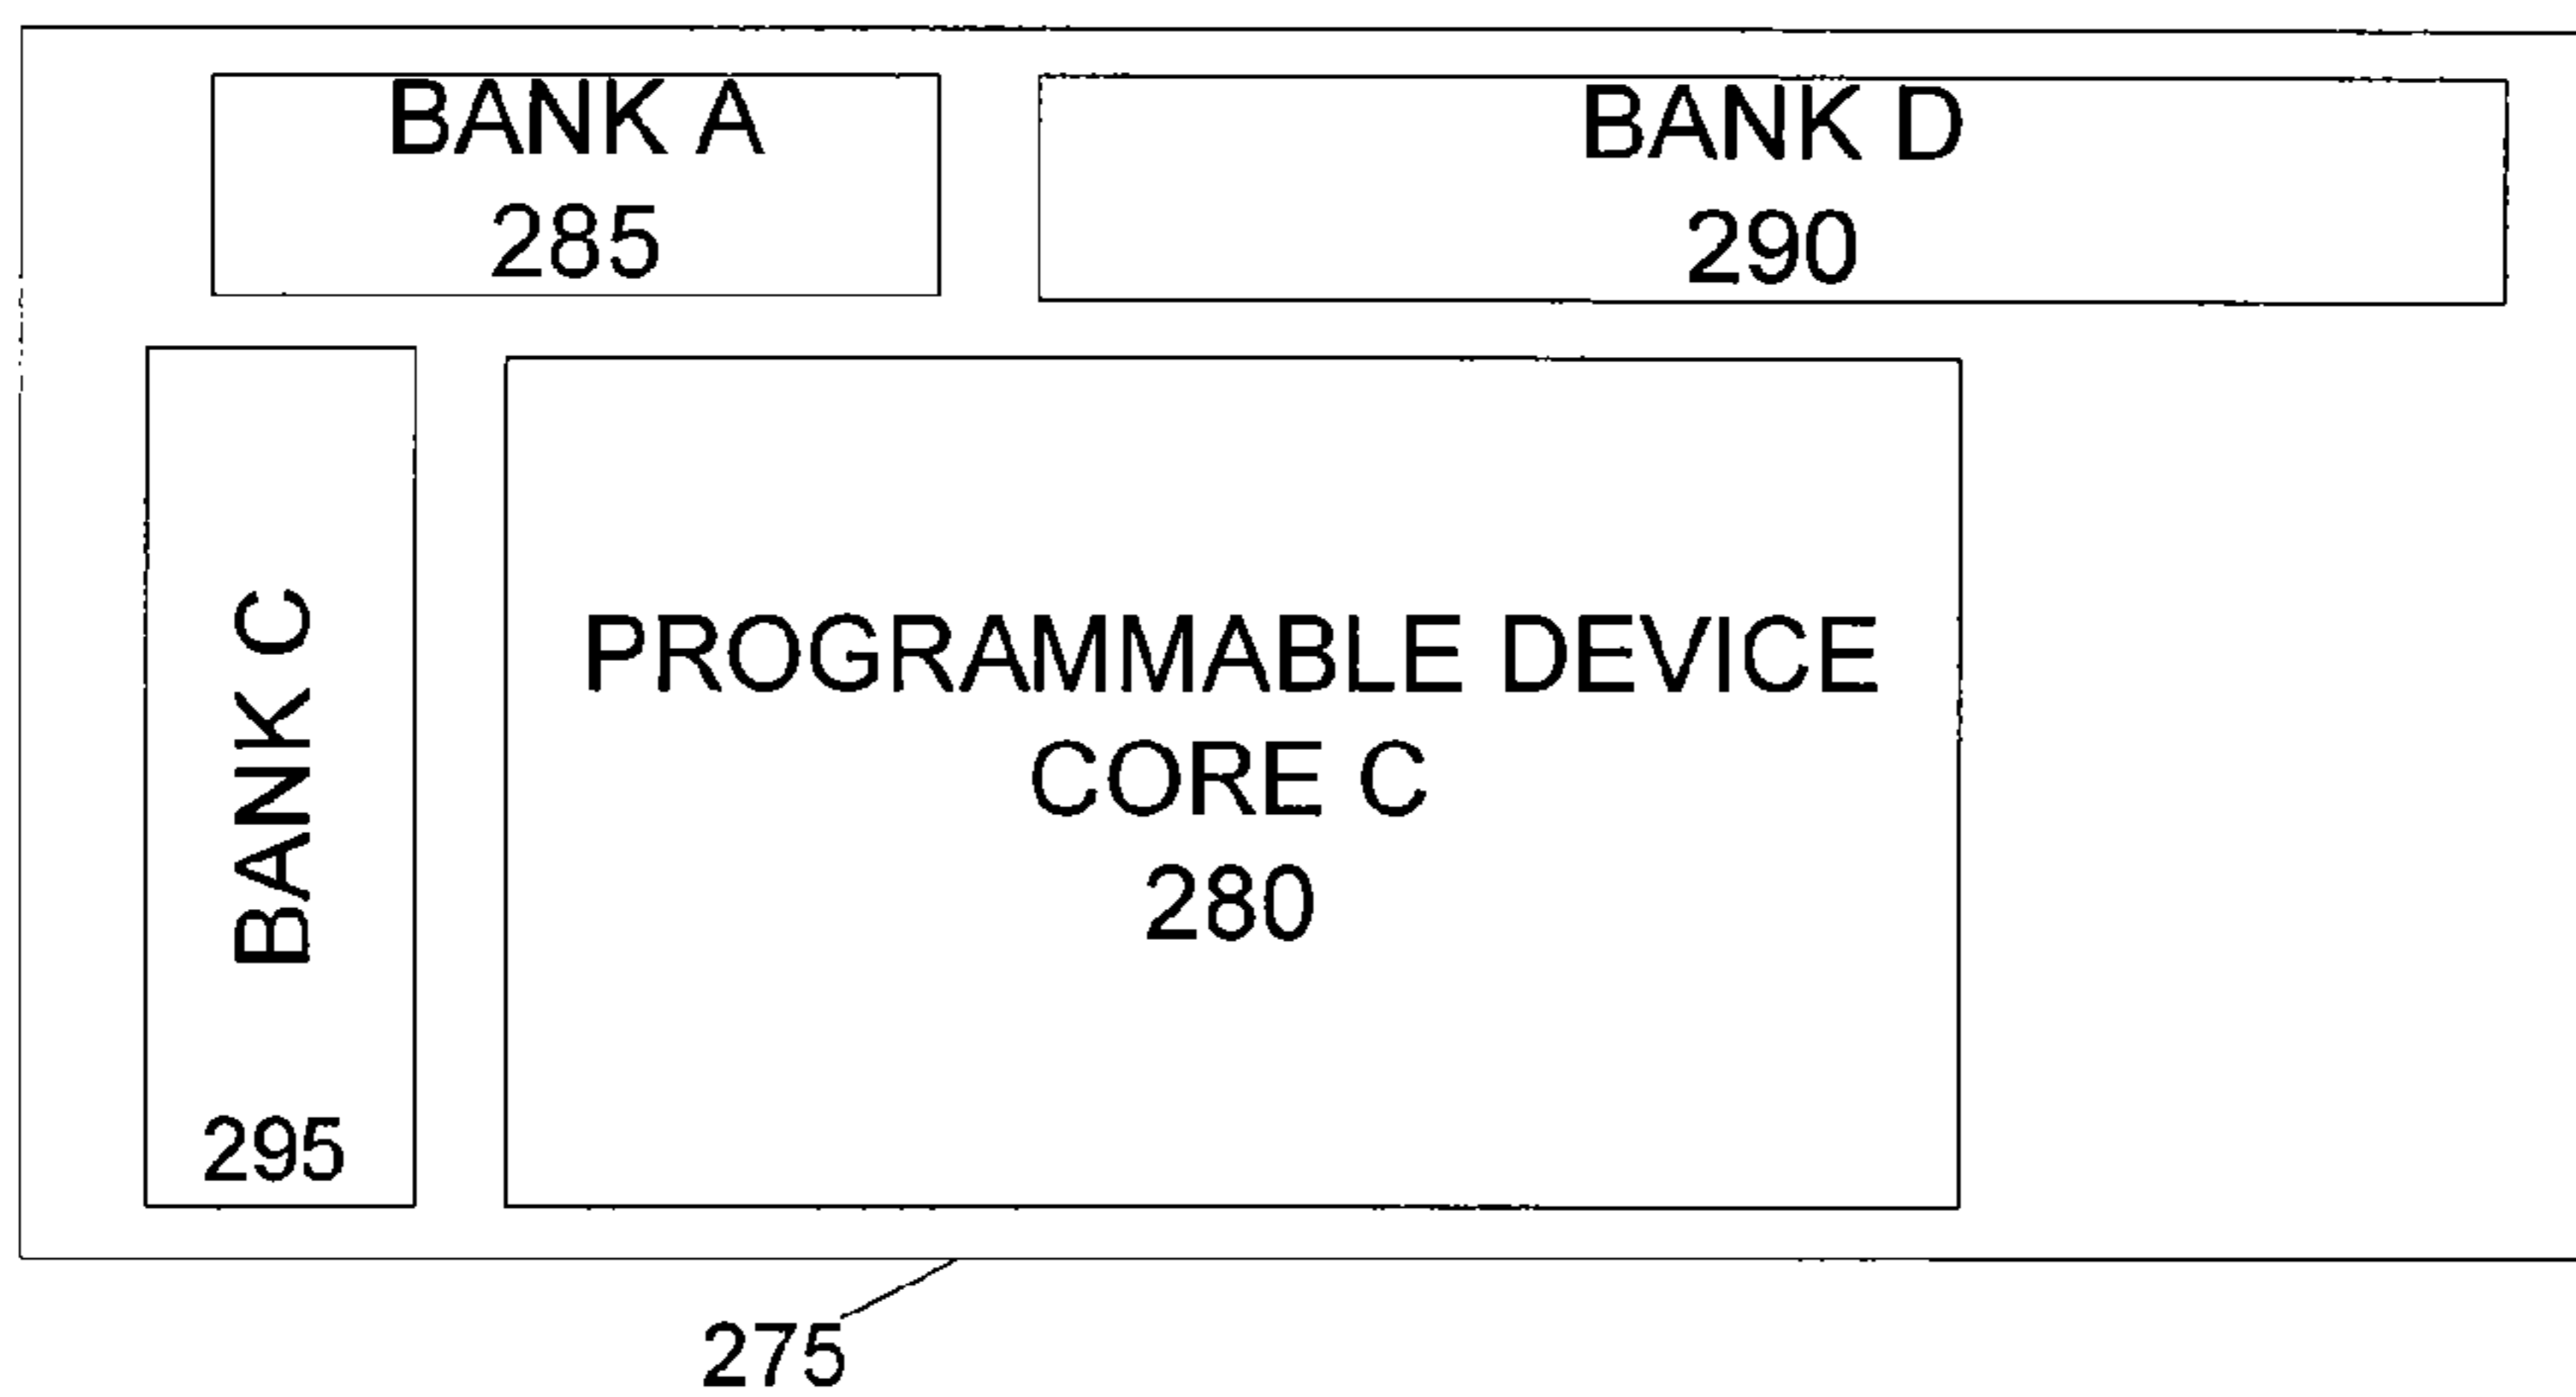 BANK A
285
BANK D
290
BANK C
295
PROGRAMMABLE DEVICE
CORE C
280
275